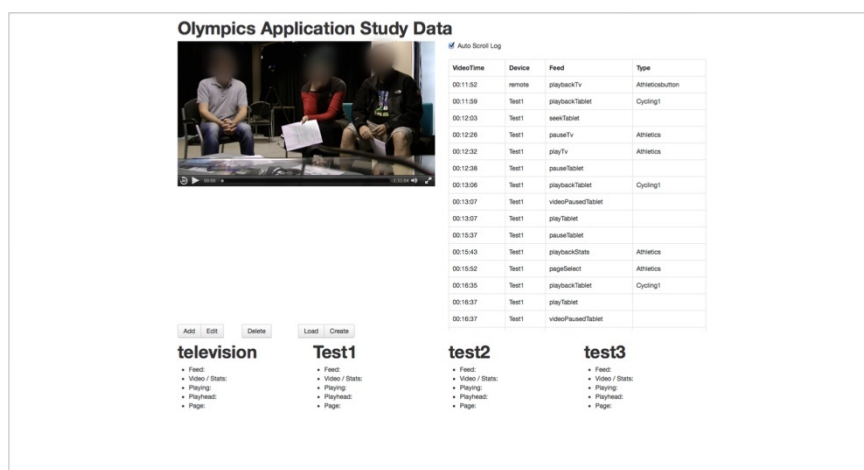 Olympics Application Study Data
Auto Scroll Log
VideoTime Device Feed Type
00:11:52 remote playbackTv Athleticsbutton
00:11:59 Test1 playbackTablet Cycling1
00:12:03 Test1 seekTablet
00:12:26 Test1 pauseTv Athletics
00:12:32 Test1 playTv Athletics
00:12:38 Test1 pauseTablet
00:13:06 Test1 playbackTablet Cycling1
00:13:07 Test1 videoPausedTablet
00:13:07 Test1 playTablet
00:15:37 Test1 pauseTablet
00:15:43 Test1 playbackStats Athletics
00:15:52 Test1 pageSelect Athletics
00:16:35 Test1 playbackTablet Cycling1
00:16:37 Test1 playTablet
00:16:37 Test1 videoPausedTablet
Add Edit Delete Load Create
television Test1 test2 test3
• Feed: • Feed: • Feed: • Feed:
• Video / Stats: • Video / Stats: • Video / Stats: • Video / Stats:
• Playing: • Playing: • Playing: • Playing:
• Playhead: • Playhead: • Playhead: • Playhead:
• Page: • Page: • Page: • Page: